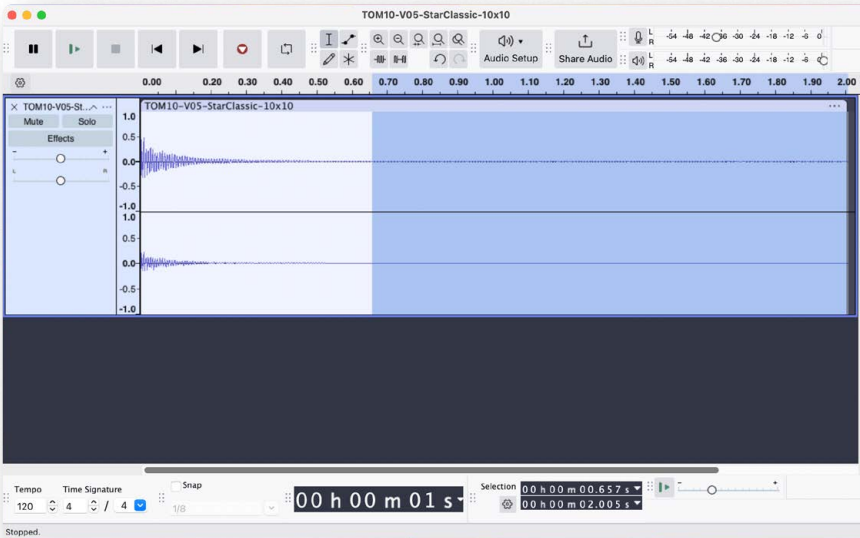 TOM10-V05-StarClassic-10x10
Audio Setup
Share Audio
L
R
-54 -48 -42 -36 -30 -24 -18 -12 -6 0
L
R
-54 -48 -42 -36 -30 -24 -18 -12 -6 0
0.00 0.20 0.30 0.40 0.50 0.60 0.70 0.80 0.90 1.00 1.10 1.20 1.30 1.40 1.50 1.60 1.70 1.80 1.90 2.00
TOM10-V05-St...
TOM10-V05-StarClassic-10x10
Mute Solo
Effects
- +
L R
1.0
0.5
0.0
-0.5
-1.0
1.0
0.5
0.0
-0.5
-1.0
Tempo
120
Time Signature
4 / 4
Snap
1/8
00 h 00 m 01 s
Selection
00 h 00 m 00.657 s
00 h 00 m 02.005 s
- +
Stopped.